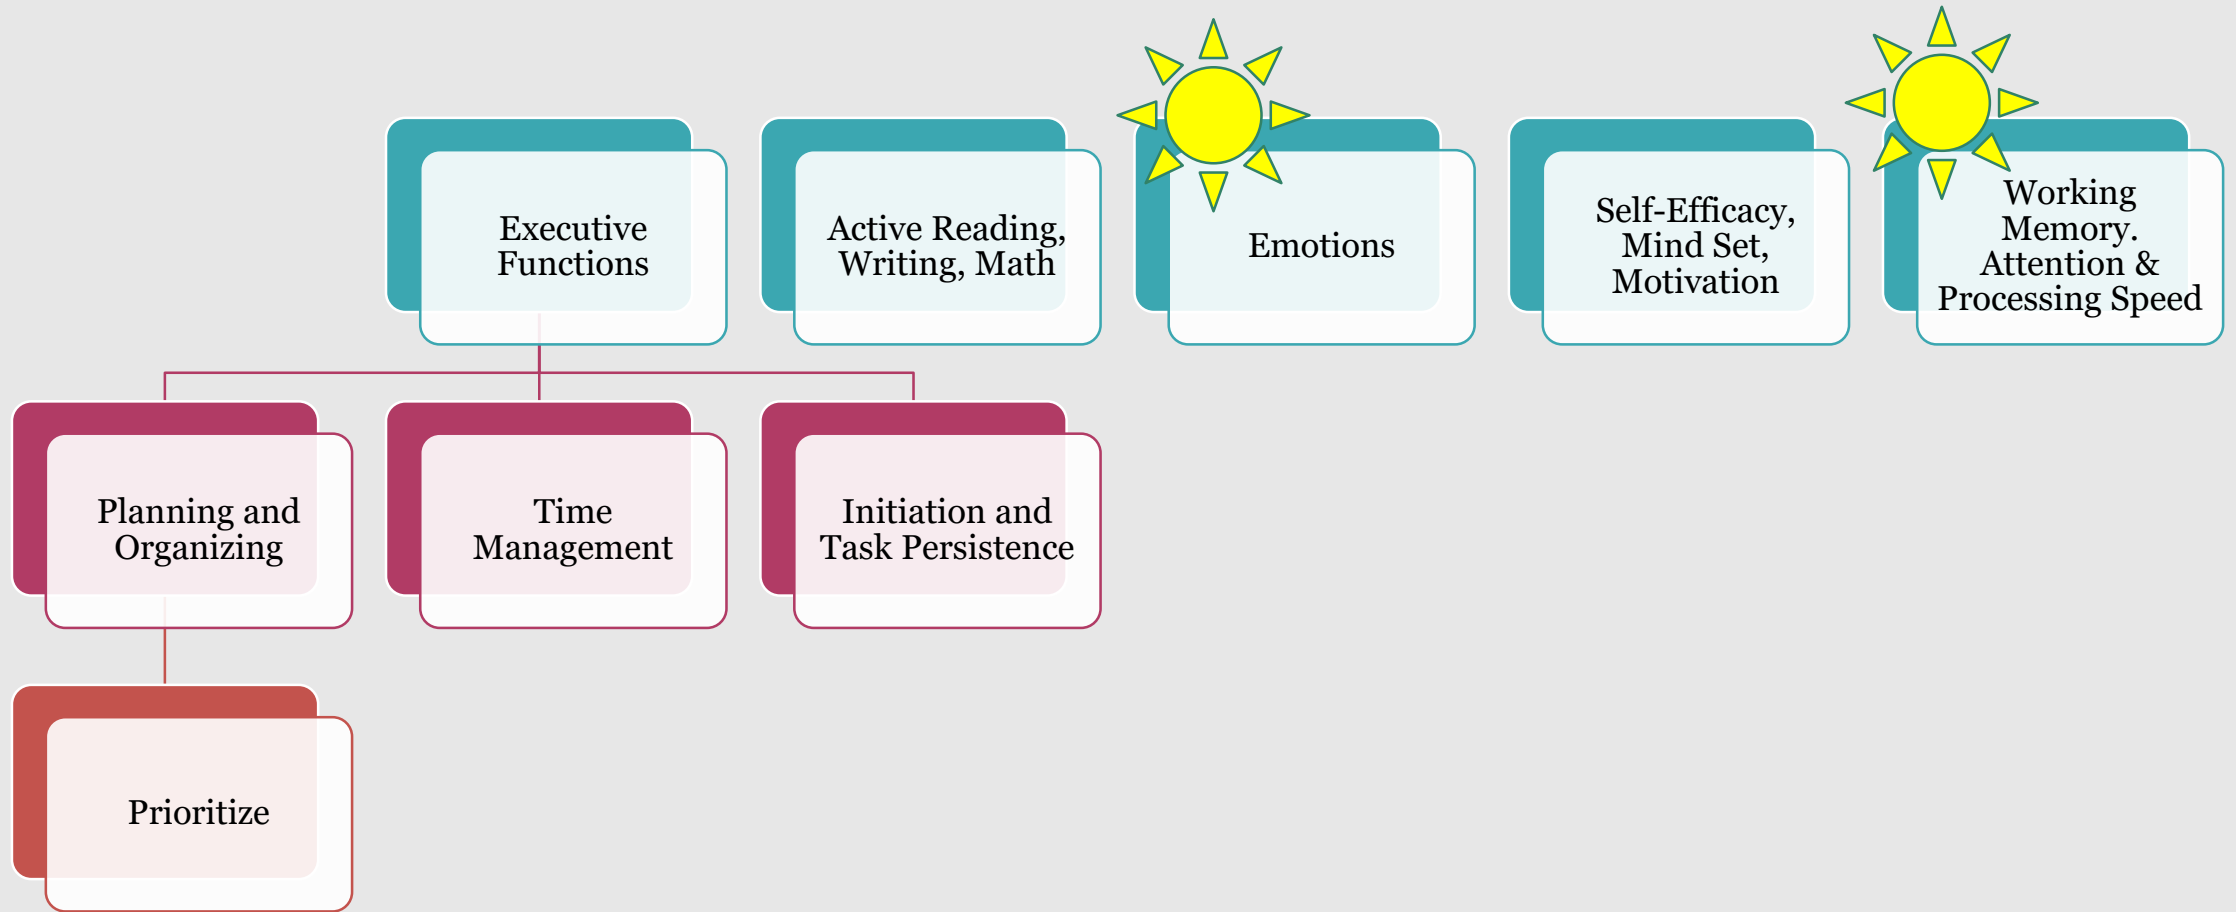 Executive
Functions
Active Reading,
Writing, Math
Emotions
Self-Efficacy,
Mind Set,
Motivation
Working
Memory.
Attention &
Processing Speed
Planning and
Organizing
Time
Management
Initiation and
Task Persistence
Prioritize